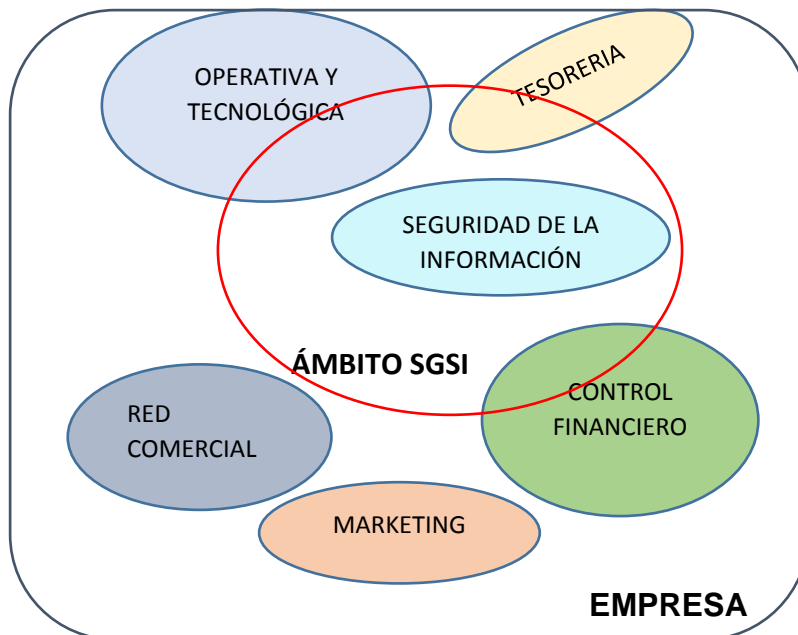 OPERATIVA Y
TECNOLÓGICA
TESORERIA
SEGURIDAD DE LA
INFORMACIÓN
ÁMBITO SGSI
CONTROL
FINANCIERO
RED
COMERCIAL
MARKETING
EMPRESA